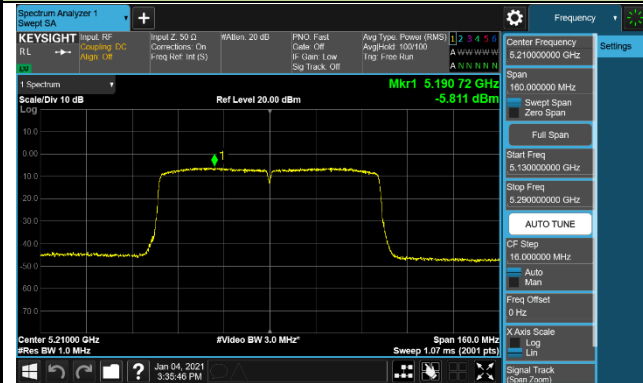 Spectrum Analyzer 1
Swept SA
Frequency
KEYSIGHT
RL
Input: RF
Coupling: DC
Align: Off
Input Z: 50 Ω
Corrections: On
Freq Ref: Int (S)
#Atten: 20 dB
PNO: Fast
Gate: Off
IF Gain: Low
Sig Track: Off
Avg Type: Power (RMS)
Avg|Hold: 100/100
Trig: Free Run
1 2 3 4 5 6
A W W W W W
A N N N N N
1 Spectrum
Scale/Div 10 dB
Log
Ref Level 20.00 dBm
Mkr1 5.190 72 GHz
-5.811 dBm
10.0
0.00
10.0
20.0
30.0
40.0
50.0
60.0
70.0
1
Center 5.21000 GHz
#Res BW 1.0 MHz
#Video BW 3.0 MHz*
Span 160.0 MHz
Sweep 1.07 ms (2001 pts)
Jan 04, 2021
3:35:46 PM
Center Frequency
5.210000000 GHz
Span
160.000000 MHz
Swept Span
Zero Span
Full Span
Start Freq
5.130000000 GHz
Stop Freq
5.290000000 GHz
AUTO TUNE
CF Step
16.000000 MHz
Auto
Man
Freq Offset
0 Hz
X Axis Scale
Log
Lin
Signal Track
(Span Zoom)
Settings